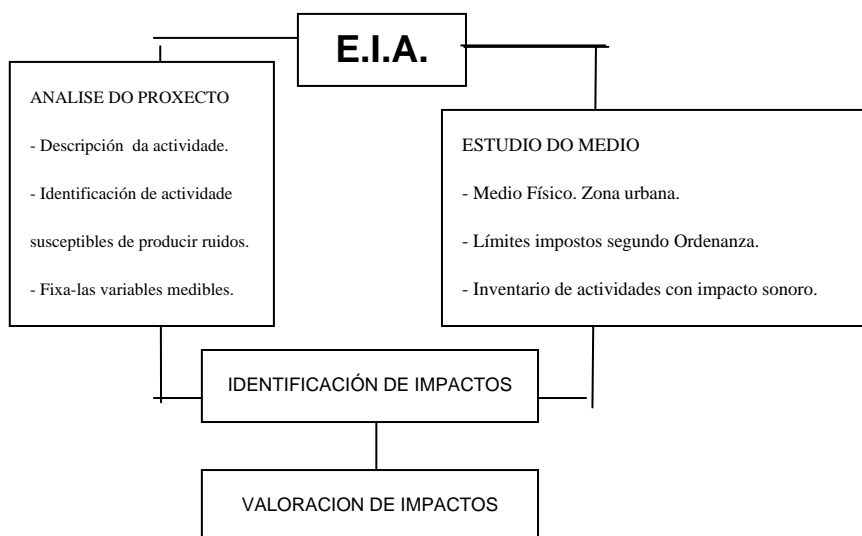 E.I.A.
ANALISE DO PROXECTO
- Descripción da actividade.
- Identificación de actividade
susceptibles de producir ruidos.
- Fixa-las variables medibles.
ESTUDIO DO MEDIO
- Medio Físico. Zona urbana.
- Límites impostos segundo Ordenanza.
- Inventario de actividades con impacto sonoro.
IDENTIFICACIÓN DE IMPACTOS
VALORACION DE IMPACTOS